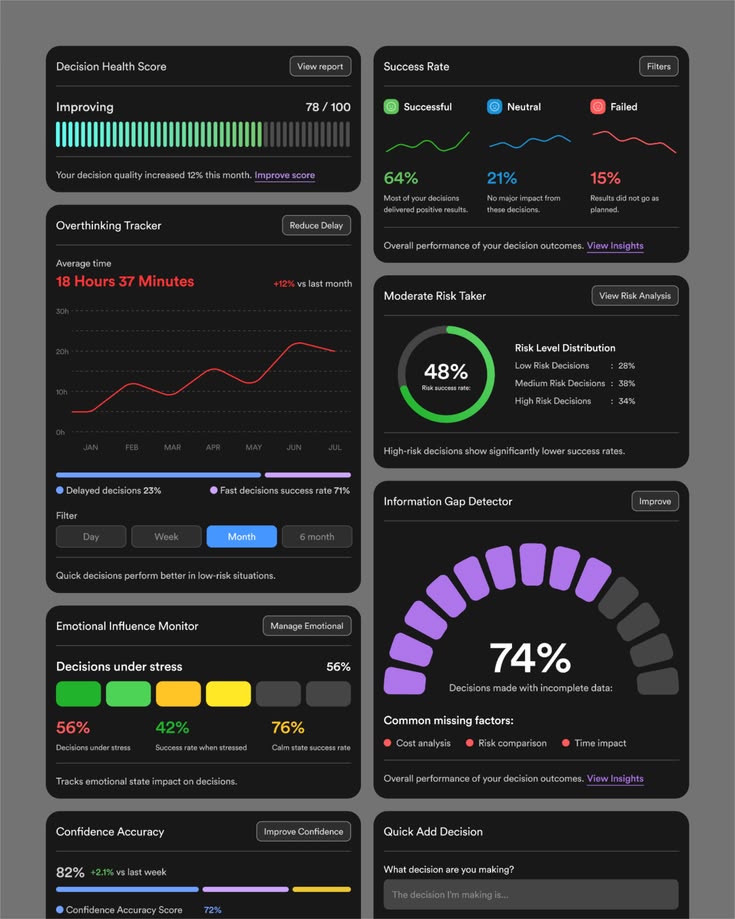 Decision Health Score
View report
Improving
78 / 100
Your decision quality increased 12% this month. Improve score
Overthinking Tracker
Reduce Delay
Average time
18 Hours 37 Minutes
+12% vs last month
30h
20h
10h
0h
JAN FEB MAR APR MAY JUN JUL
Delayed decisions 23%
Fast decisions success rate 71%
Filter
Day
Week
Month
6 month
Quick decisions perform better in low-risk situations.
Emotional Influence Monitor
Manage Emotional
Decisions under stress
56%
56%
42%
76%
Decisions under stress
Success rate when stressed
Calm state success rate
Tracks emotional state impact on decisions.
Confidence Accuracy
Improve Confidence
82% +2.1% vs last week
Confidence Accuracy Score
72%
Success Rate
Filters
Successful
Neutral
Failed
64%
21%
15%
Most of your decisions
delivered positive results.
No major impact from
these decisions.
Results did not go as
planned.
Overall performance of your decision outcomes. View Insights
Moderate Risk Taker
View Risk Analysis
48%
Risk success rate:
Risk Level Distribution
Low Risk Decisions : 28%
Medium Risk Decisions : 38%
High Risk Decisions : 34%
High-risk decisions show significantly lower success rates.
Information Gap Detector
Improve
74%
Decisions made with incomplete data:
Common missing factors:
Cost analysis
Risk comparison
Time impact
Overall performance of your decision outcomes. View Insights
Quick Add Decision
What decision are you making?
The decision I'm making is...